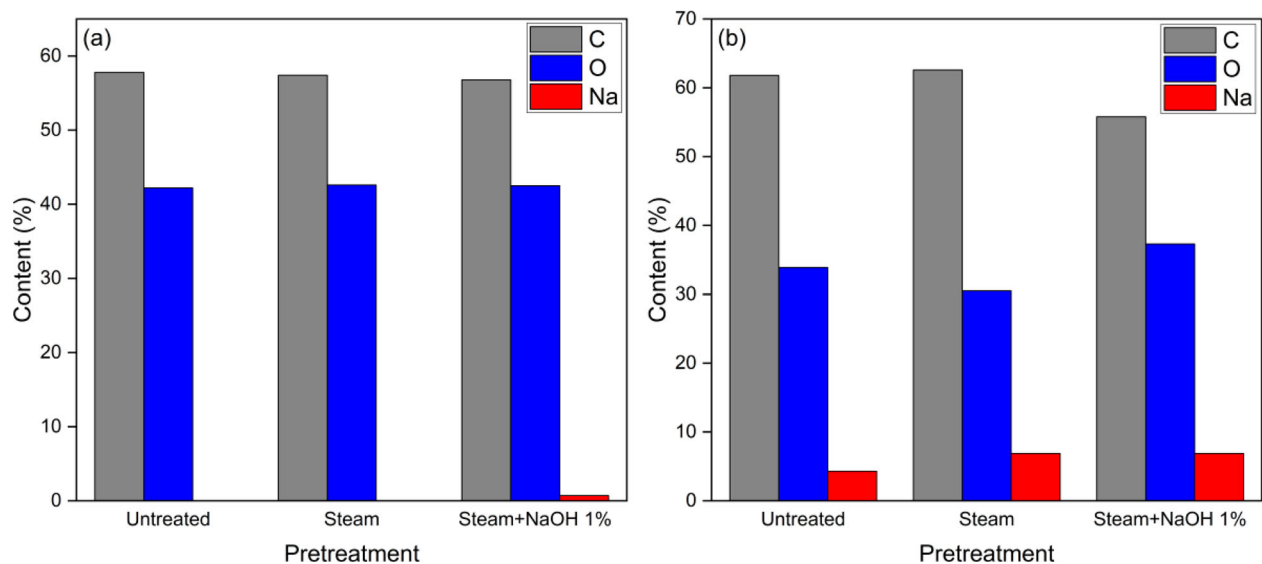 (a)
C
O
Na
60
50
40
30
20
10
0
Content (%)
Untreated Steam Steam+NaOH 1%
Pretreatment
(b)
C
O
Na
70
60
50
40
30
20
10
0
Content (%)
Untreated Steam Steam+NaOH 1%
Pretreatment